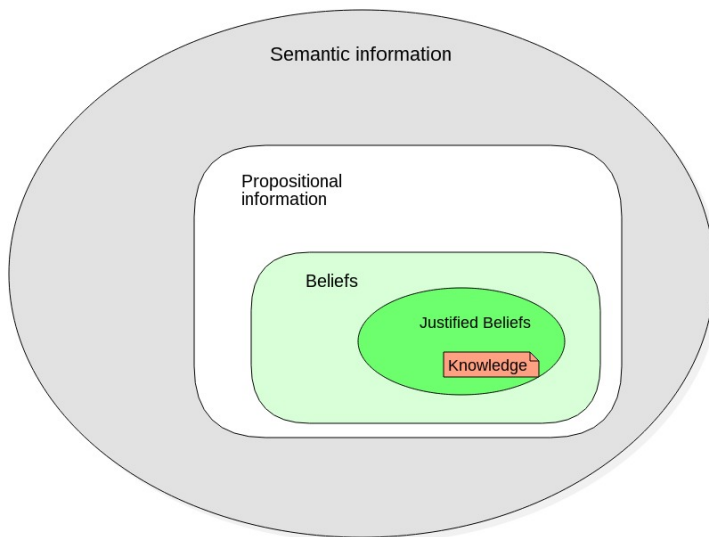 Semantic information
Propositional
information
Beliefs
Justified Beliefs
Knowledge